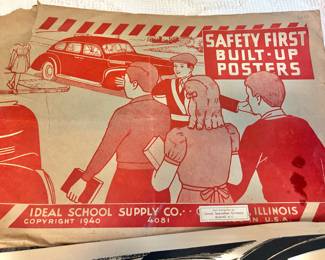 SAFETY FIRST
BUILT-UP
POSTERS
IDEAL SCHOOL SUPPLY CO. ILLINOIS
COPYRIGHT 1940 4081 U.S.A.